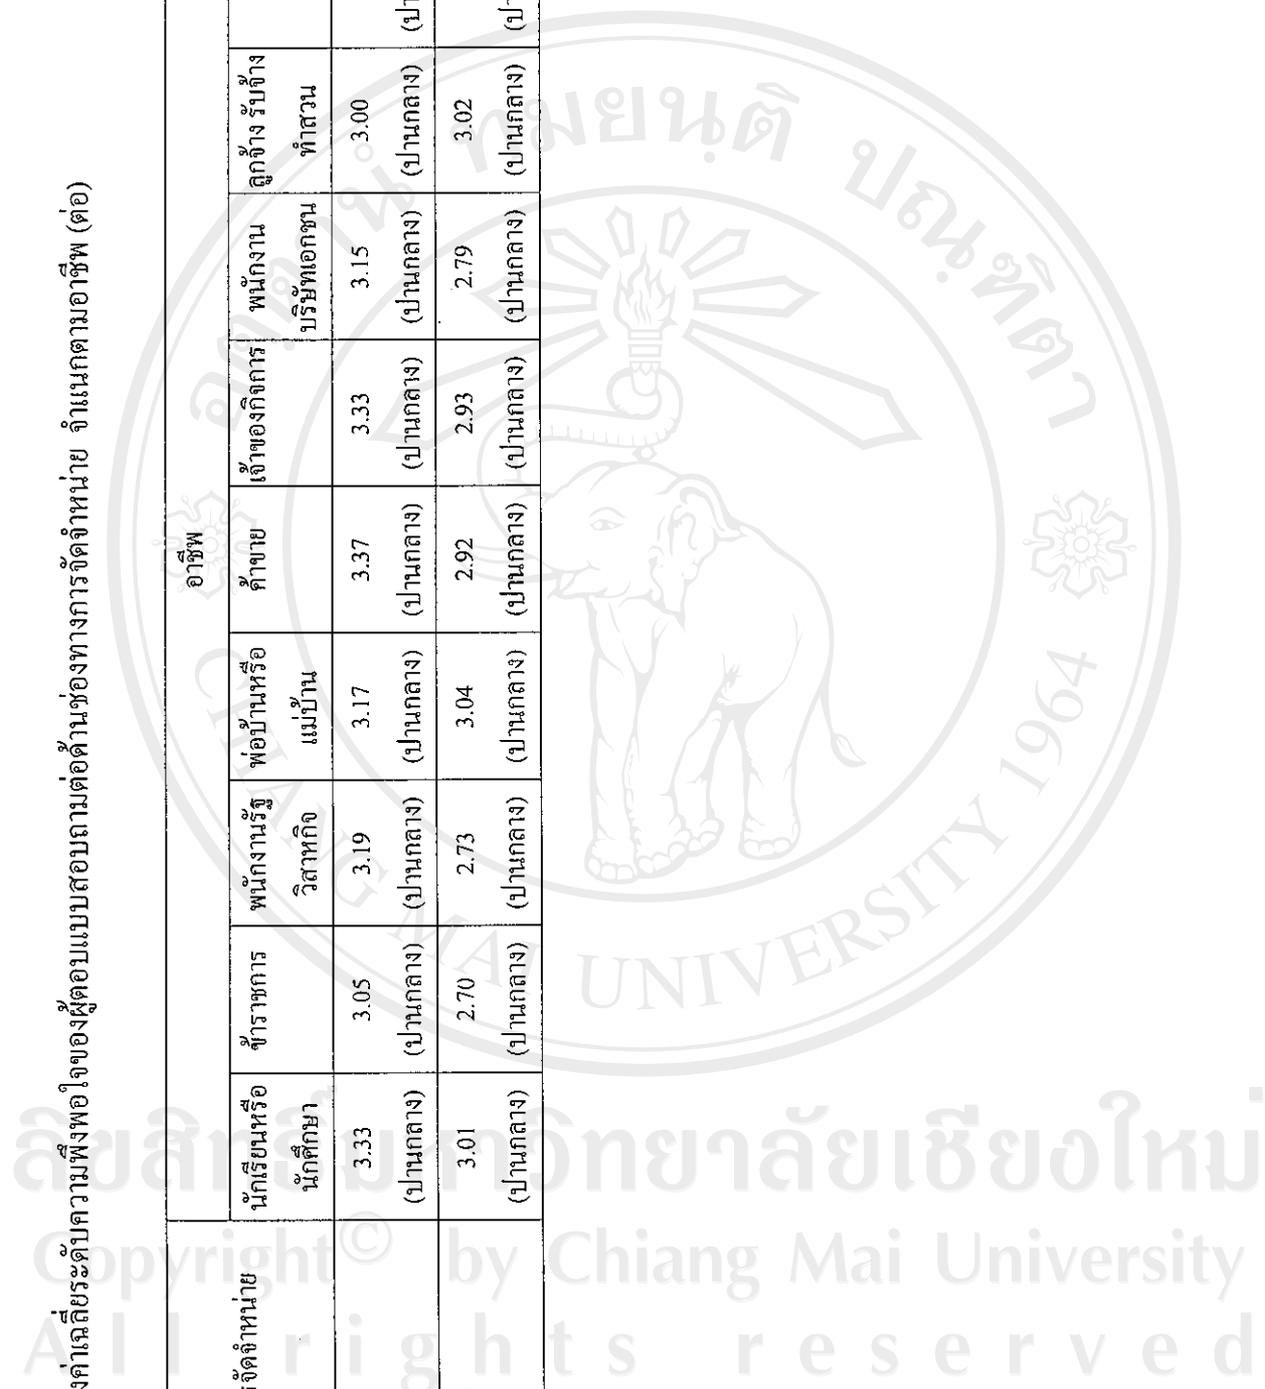 งค่าเฉลี่ยระดับความพึงพอใจของผู้ตอบแบบสอบถามต่อด้านช่องทางการจัดจำหน่าย จำแนกตามอาชีพ (ต่อ)
อาชีพ
จัดจำหน่าย นักเรียนหรือ ข้าราชการ พนักงานรัฐ พ่อบ้านหรือ ค้าขาย เจ้าของกิจการ พนักงาน ลูกจ้าง รับจ้าง
นักศึกษา วิสาหกิจ แม่บ้าน บริษัทเอกชน ทำสวน
3.33 3.05 3.19 3.17 3.37 3.33 3.15 3.00
(ปานกลาง) (ปานกลาง) (ปานกลาง) (ปานกลาง) (ปานกลาง) (ปานกลาง) (ปานกลาง) (ปานกลาง) (ปา
3.01 2.70 2.73 3.04 2.92 2.93 2.79 3.02
(ปานกลาง) (ปานกลาง) (ปานกลาง) (ปานกลาง) (ปานกลาง) (ปานกลาง) (ปานกลาง) (ปานกลาง) (ปา
CHIANG MAI UNIVERSITY 1964
ลิขสิทธิ์มหาวิทยาลัยเชียงใหม่
Copyright© by Chiang Mai University
All rights reserved